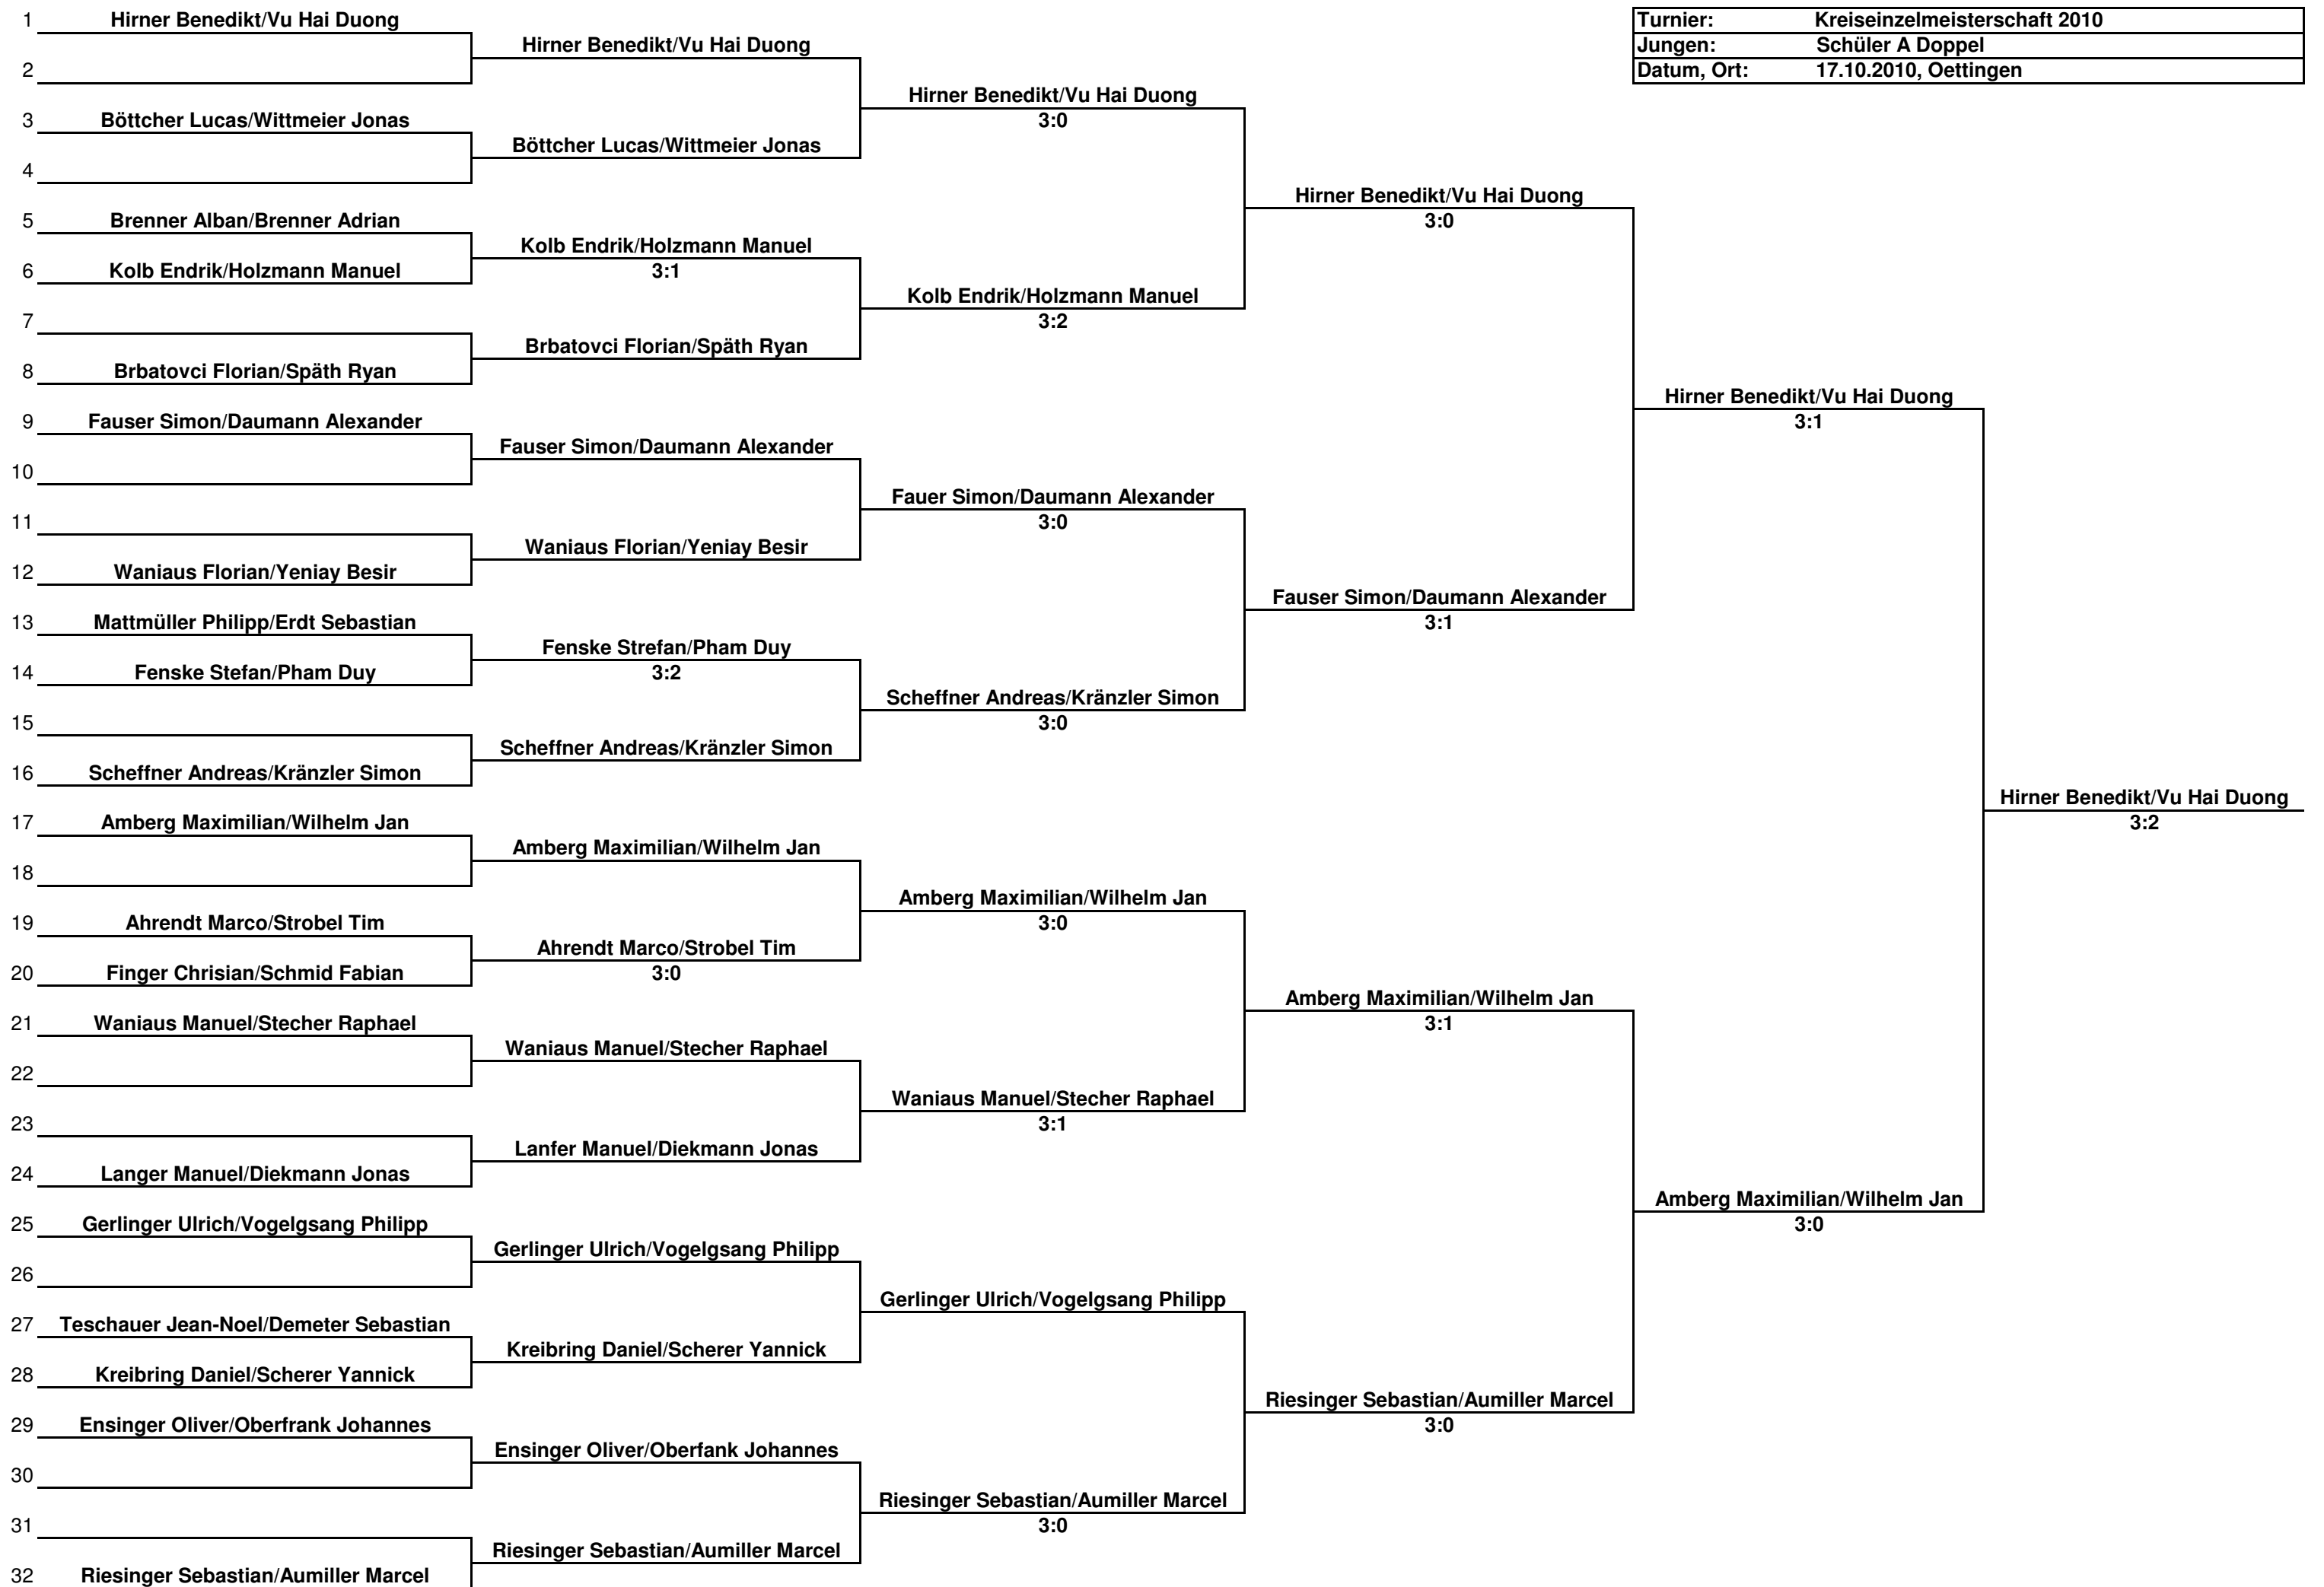 Turnier: Kreiseinzelmeisterschaft 2010
Jungen: Schüler A Doppel
Datum, Ort: 17.10.2010, Oettingen
1 Hirner Benedikt/Vu Hai Duong
2
3 Böttcher Lucas/Wittmeier Jonas
4
5 Brenner Alban/Brenner Adrian
6 Kolb Endrik/Holzmann Manuel
7
8 Brbatovci Florian/Späth Ryan
9 Fauser Simon/Daumann Alexander
10
11
12 Waniaus Florian/Yeniay Besir
13 Mattmüller Philipp/Erdt Sebastian
14 Fenske Stefan/Pham Duy
15
16 Scheffner Andreas/Kränzler Simon
17 Amberg Maximilian/Wilhelm Jan
18
19 Ahrendt Marco/Strobel Tim
20 Finger Chrisian/Schmid Fabian
21 Waniaus Manuel/Stecher Raphael
22
23
24 Langer Manuel/Diekmann Jonas
25 Gerlinger Ulrich/Vogelgsang Philipp
26
27 Teschauer Jean-Noel/Demeter Sebastian
28 Kreibring Daniel/Scherer Yannick
29 Ensinger Oliver/Oberfrank Johannes
30
31
32 Riesinger Sebastian/Aumiller Marcel
Hirner Benedikt/Vu Hai Duong
Böttcher Lucas/Wittmeier Jonas
Kolb Endrik/Holzmann Manuel
3:1
Brbatovci Florian/Späth Ryan
Fauser Simon/Daumann Alexander
Waniaus Florian/Yeniay Besir
Fenske Strefan/Pham Duy
3:2
Scheffner Andreas/Kränzler Simon
Amberg Maximilian/Wilhelm Jan
Ahrendt Marco/Strobel Tim
3:0
Waniaus Manuel/Stecher Raphael
Lanfer Manuel/Diekmann Jonas
Gerlinger Ulrich/Vogelgsang Philipp
Kreibring Daniel/Scherer Yannick
Ensinger Oliver/Oberfank Johannes
Riesinger Sebastian/Aumiller Marcel
Hirner Benedikt/Vu Hai Duong
3:0
Kolb Endrik/Holzmann Manuel
3:2
Fauer Simon/Daumann Alexander
3:0
Scheffner Andreas/Kränzler Simon
3:0
Amberg Maximilian/Wilhelm Jan
3:0
Waniaus Manuel/Stecher Raphael
3:1
Gerlinger Ulrich/Vogelgsang Philipp
Riesinger Sebastian/Aumiller Marcel
3:0
Hirner Benedikt/Vu Hai Duong
3:0
Fauser Simon/Daumann Alexander
3:1
Amberg Maximilian/Wilhelm Jan
3:1
Riesinger Sebastian/Aumiller Marcel
3:0
Hirner Benedikt/Vu Hai Duong
3:1
Amberg Maximilian/Wilhelm Jan
3:0
Hirner Benedikt/Vu Hai Duong
3:2